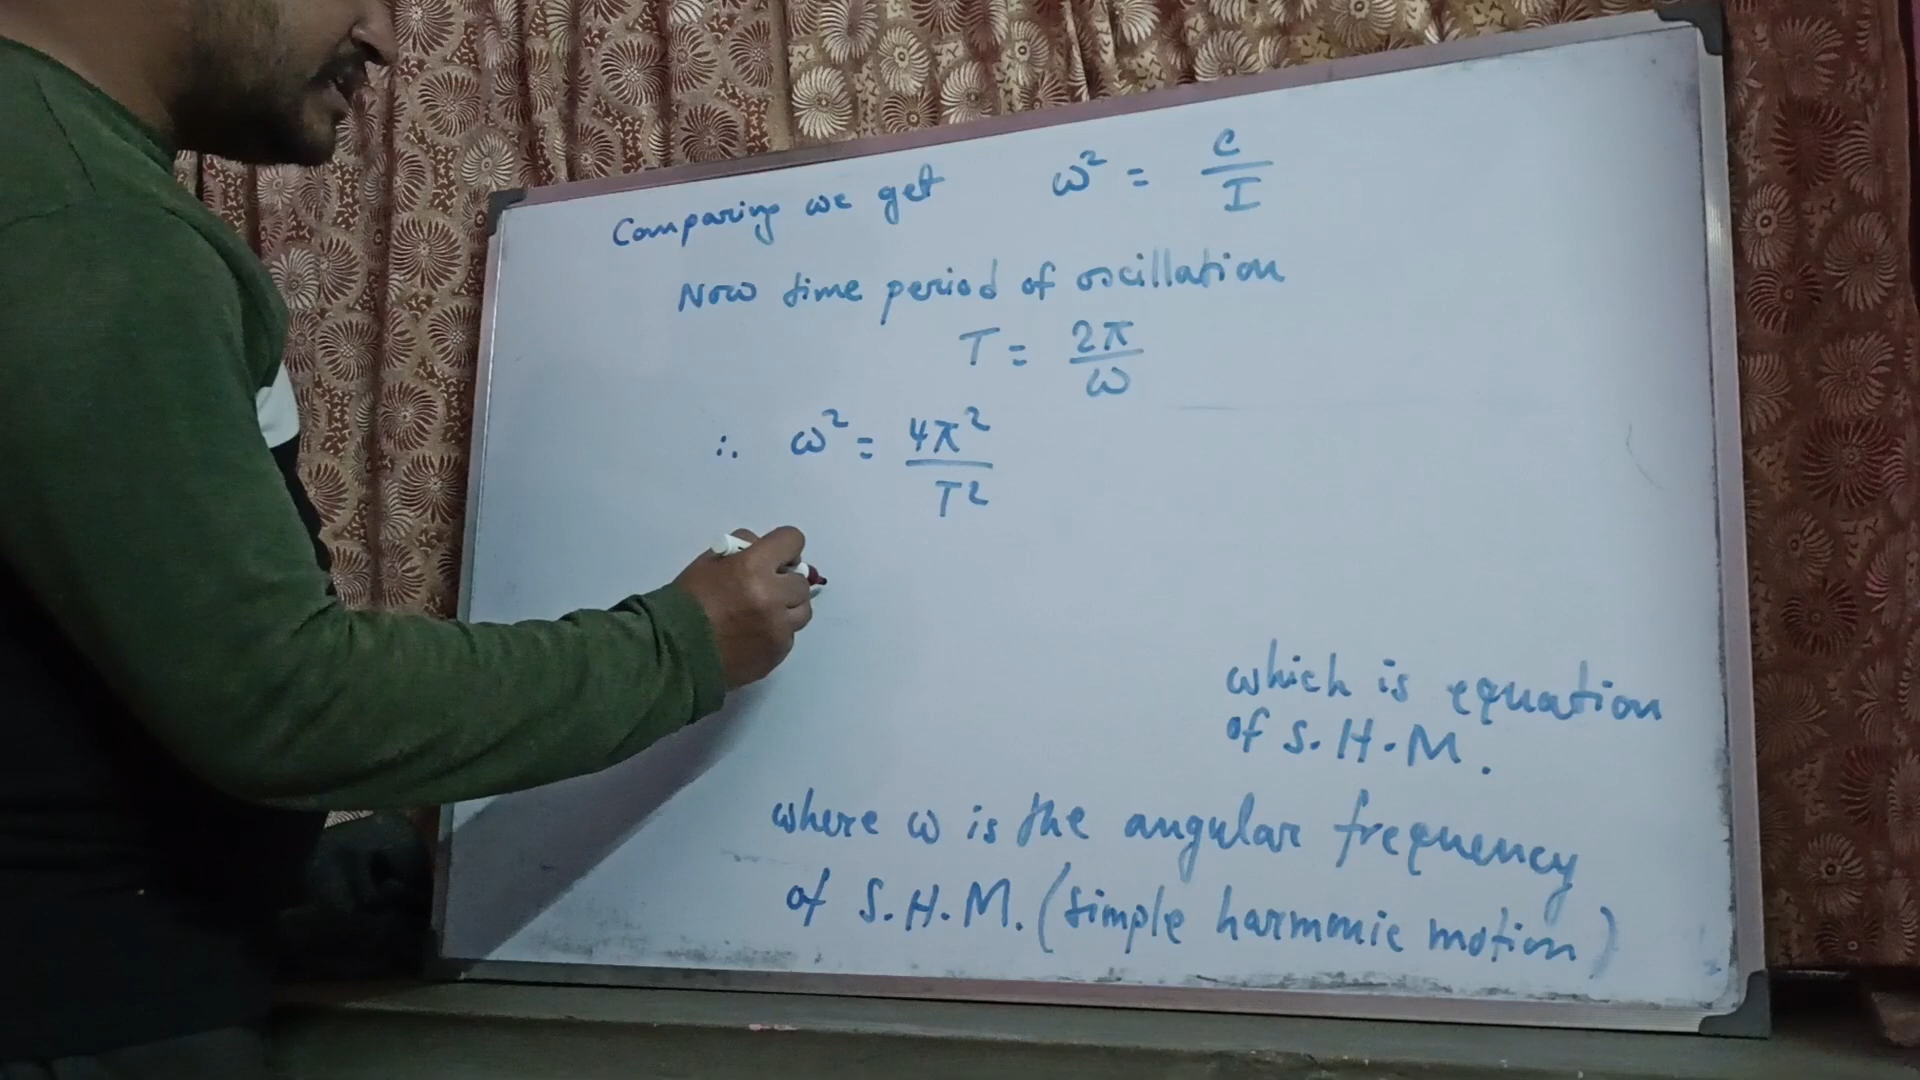 Comparing we get ω² = C/I
Now time period of oscillation
T = 2π/ω
∴ ω² = 4π²/T²
which is equation
of S.H.M.
where ω is the angular frequency
of S.H.M. (simple harmonic motion)